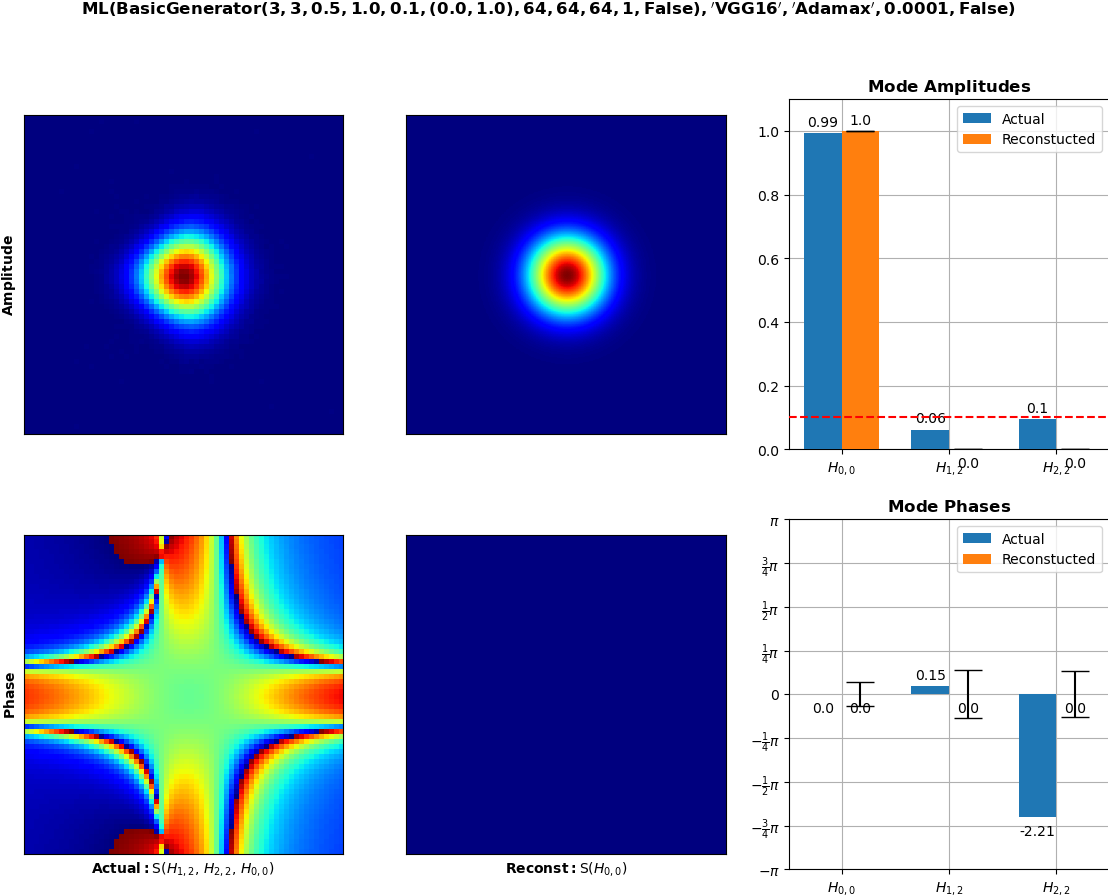 ML(BasicGenerator(3, 3, 0.5, 1.0, 0.1, (0.0, 1.0), 64, 64, 64, 1, False), ′VGG16′, ′Adamax′, 0.0001, False)
Amplitude
Mode Amplitudes
Actual
Reconstucted
1.0
0.8
0.6
0.4
0.2
0.0
0.99
1.0
0.06
0.0
0.1
0.0
H0,0
H1,2
H2,2
Phase
Actual: S(H1,2, H2,2, H0,0)
Reconst: S(H0,0)
Mode Phases
Actual
Reconstucted
π
3/4π
1/2π
1/4π
0
−1/4π
−1/2π
−3/4π
−π
0.0
0.0
0.15
0.0
-2.21
0.0
H0,0
H1,2
H2,2